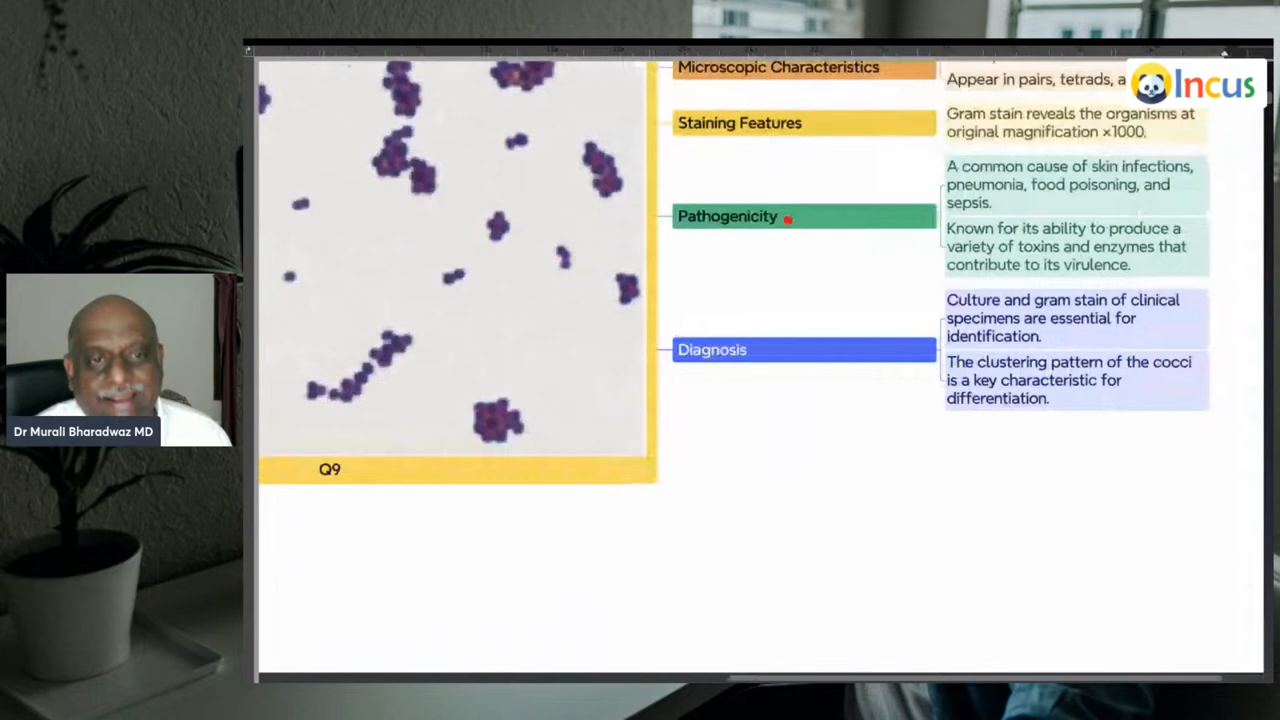 Microscopic Characteristics
Appear in pairs, tetrads, a
Incus
Staining Features
Gram stain reveals the organisms at
original magnification ×1000.
Pathogenicity
A common cause of skin infections,
pneumonia, food poisoning, and
sepsis.
Known for its ability to produce a
variety of toxins and enzymes that
contribute to its virulence.
Diagnosis
Culture and gram stain of clinical
specimens are essential for
identification.
The clustering pattern of the cocci
is a key characteristic for
differentiation.
Dr Murali Bharadwaz MD
Q9